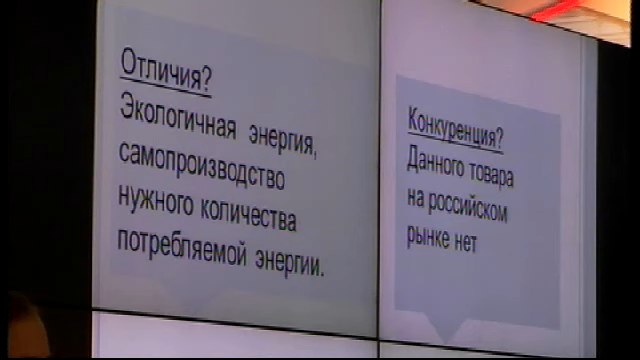 Отличия?
Экологичная энергия,
самопроизводство
нужного количества
потребляемой энергии.
Конкуренция?
Данного товара
на российском
рынке нет